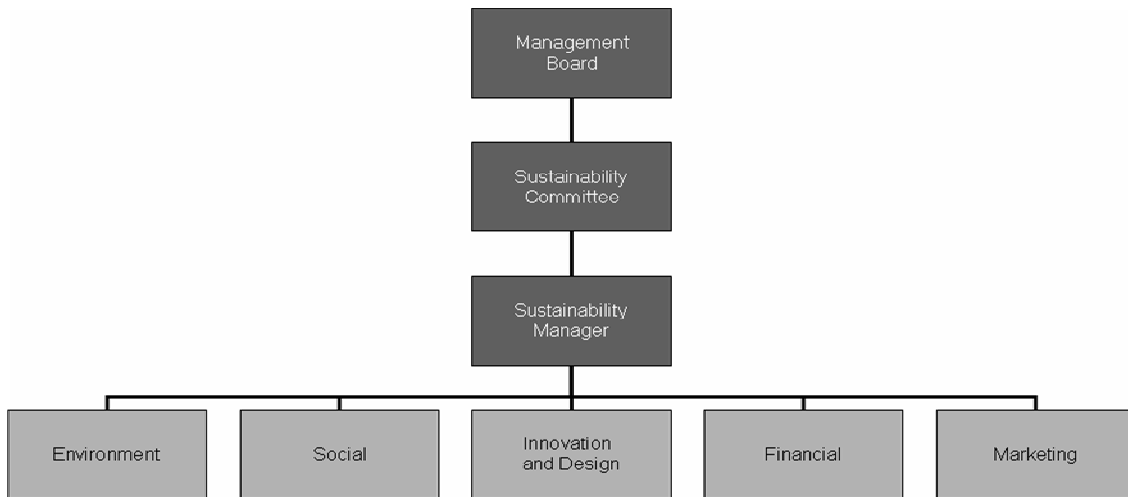 Management
Board
Sustainability
Committee
Sustainability
Manager
Environment
Social
Innovation
and Design
Financial
Marketing